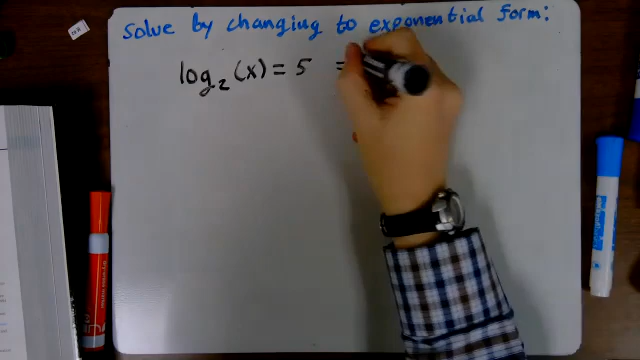 Solve by changing to exponential form:
log₂(x) = 5 =